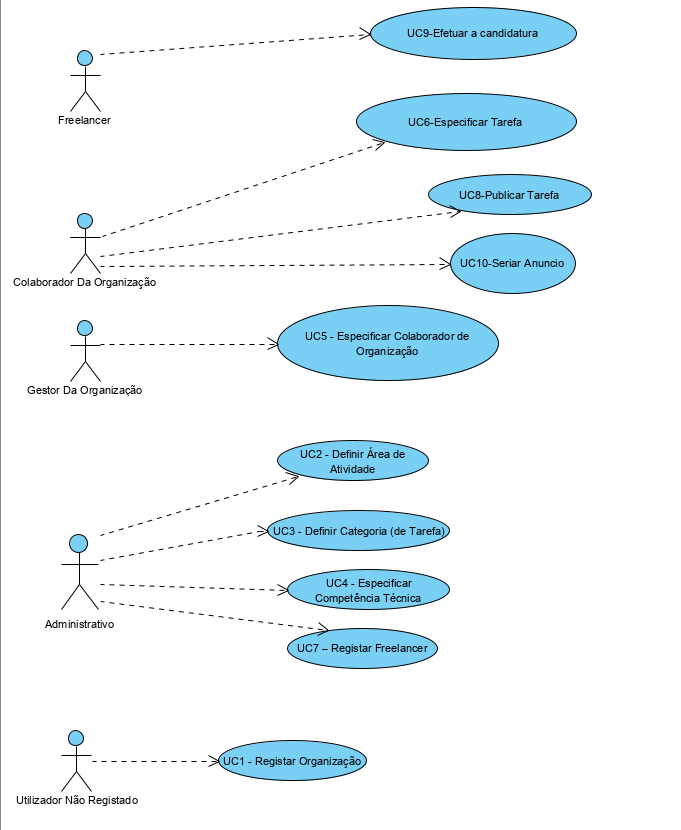 UC9-Efetuar a candidatura
Freelancer
UC6-Especificar Tarefa
UC8-Publicar Tarefa
UC10-Seriar Anuncio
Colaborador Da Organização
UC5 - Especificar Colaborador de
Organização
Gestor Da Organização
UC2 - Definir Área de
Atividade
UC3 - Definir Categoria (de Tarefa)
UC4 - Especificar
Competência Técnica
Administrativo
UC7 – Registar Freelancer
UC1 - Registar Organização
Utilizador Não Registado